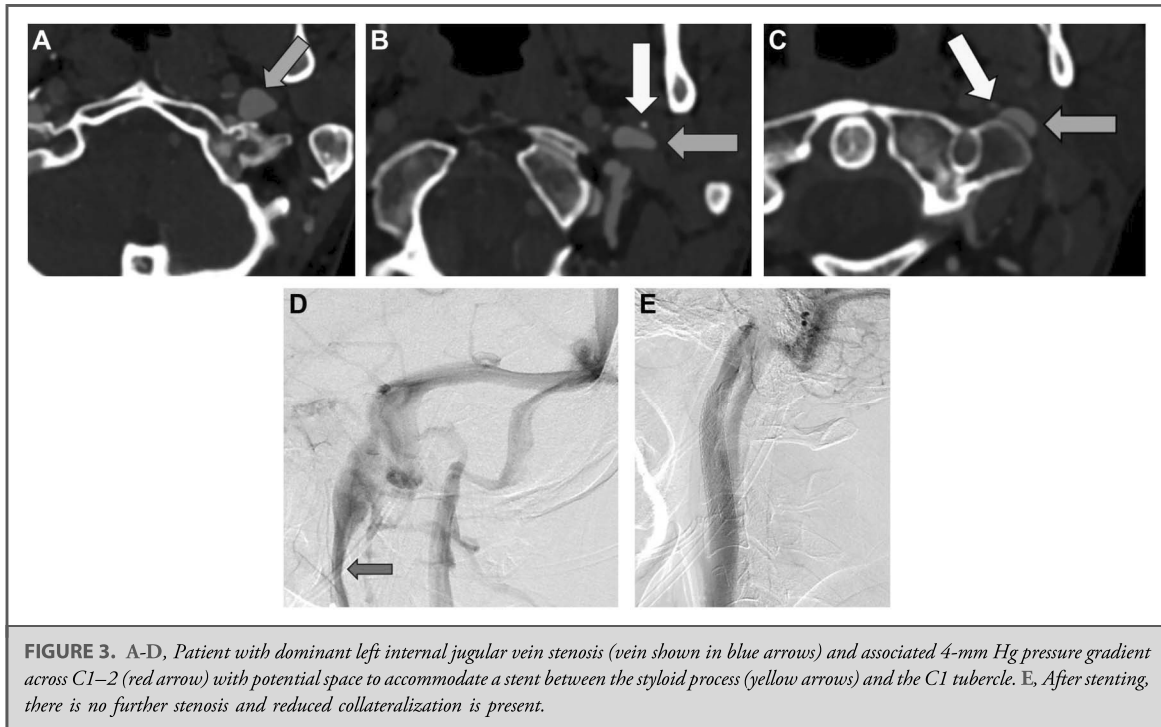 A
B
C
D
E
FIGURE 3. A-D, Patient with dominant left internal jugular vein stenosis (vein shown in blue arrows) and associated 4-mm Hg pressure gradient
across C1–2 (red arrow) with potential space to accommodate a stent between the styloid process (yellow arrows) and the C1 tubercle. E, After stenting,
there is no further stenosis and reduced collateralization is present.